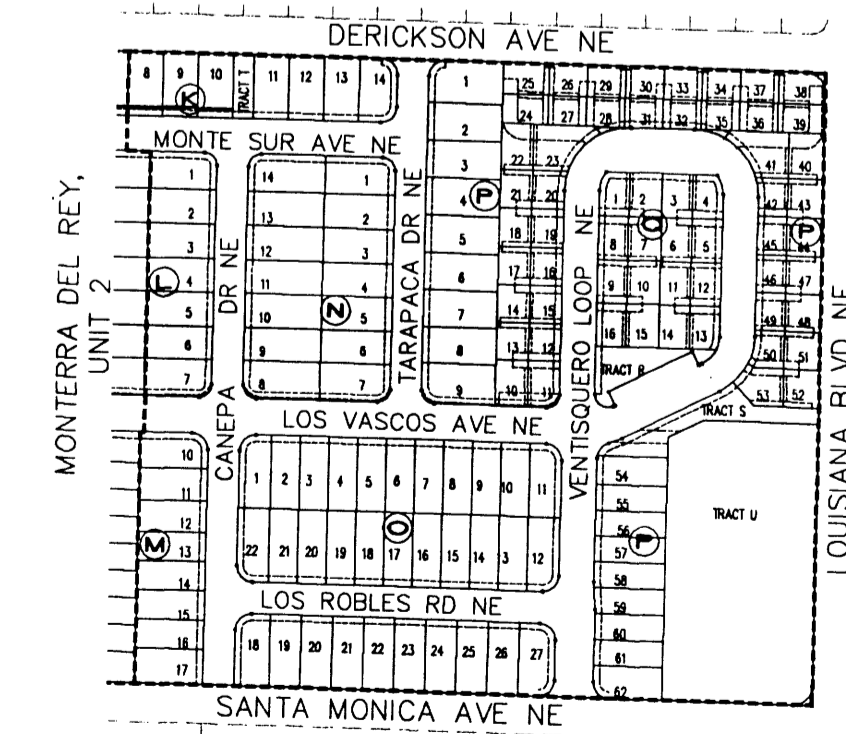 DERICKSON AVE NE
8 9 10 TRACT T 11 12 13 14
K
MONTE SUR AVE NE
1 2 3 4 5 6 7 8 9
P
25 26 29 30 33 34 37 38
24 27 28 31 32 35 36 39
22 23
21 20
18 19
17 16
14 15
13 12
10 11
41 40
42 43
P
45 44
46 47
49 48
50 51
53 52
1 2 3 4
Q
8 7 6 5
9 10 11 12
16 15 14 13
TRACT R
TRACT S
TRACT U
MONTERRA DEL REY,
UNIT 2
1 2 3 4 5 6 7
L
CANEPA DR NE
14 1
13 2
12 3
11 4
10 5
9 6
8 7
N
TARAPACA DR NE
VENTISQUERO LOOP NE
LOUISIANA BLVD NE
LOS VASCOS AVE NE
10 11 12 13 14 15 16 17
M
1 2 3 4 5 6 7 8 9 10 11
O
22 21 20 19 18 17 16 15 14 3 12
54 55 56 57 58 59 60 61 62
P
LOS ROBLES RD NE
18 19 20 21 22 23 24 25 26 27
SANTA MONICA AVE NE